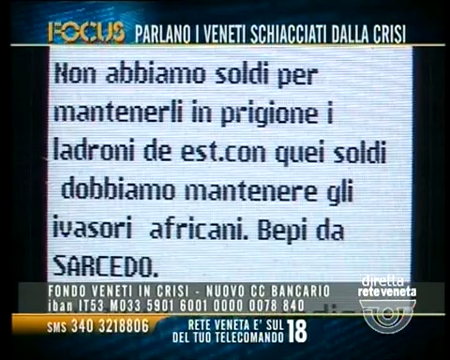 FOCUS PARLANO I VENETI SCHIACCIATI DALLA CRISI
Non abbiamo soldi per
mantenerli in prigione i
ladroni de est.con quei soldi
dobbiamo mantenere gli
ivasori africani. Bepi da
SARCEDO.
FONDO VENETI IN CRISI - NUOVO CC BANCARIO
iban IT53 M033 5901 6001 0000 0078 840
diretta
reteveneta
SMS 340 3218806
RETE VENETA E' SUL
DEL TUO TELECOMANDO 18